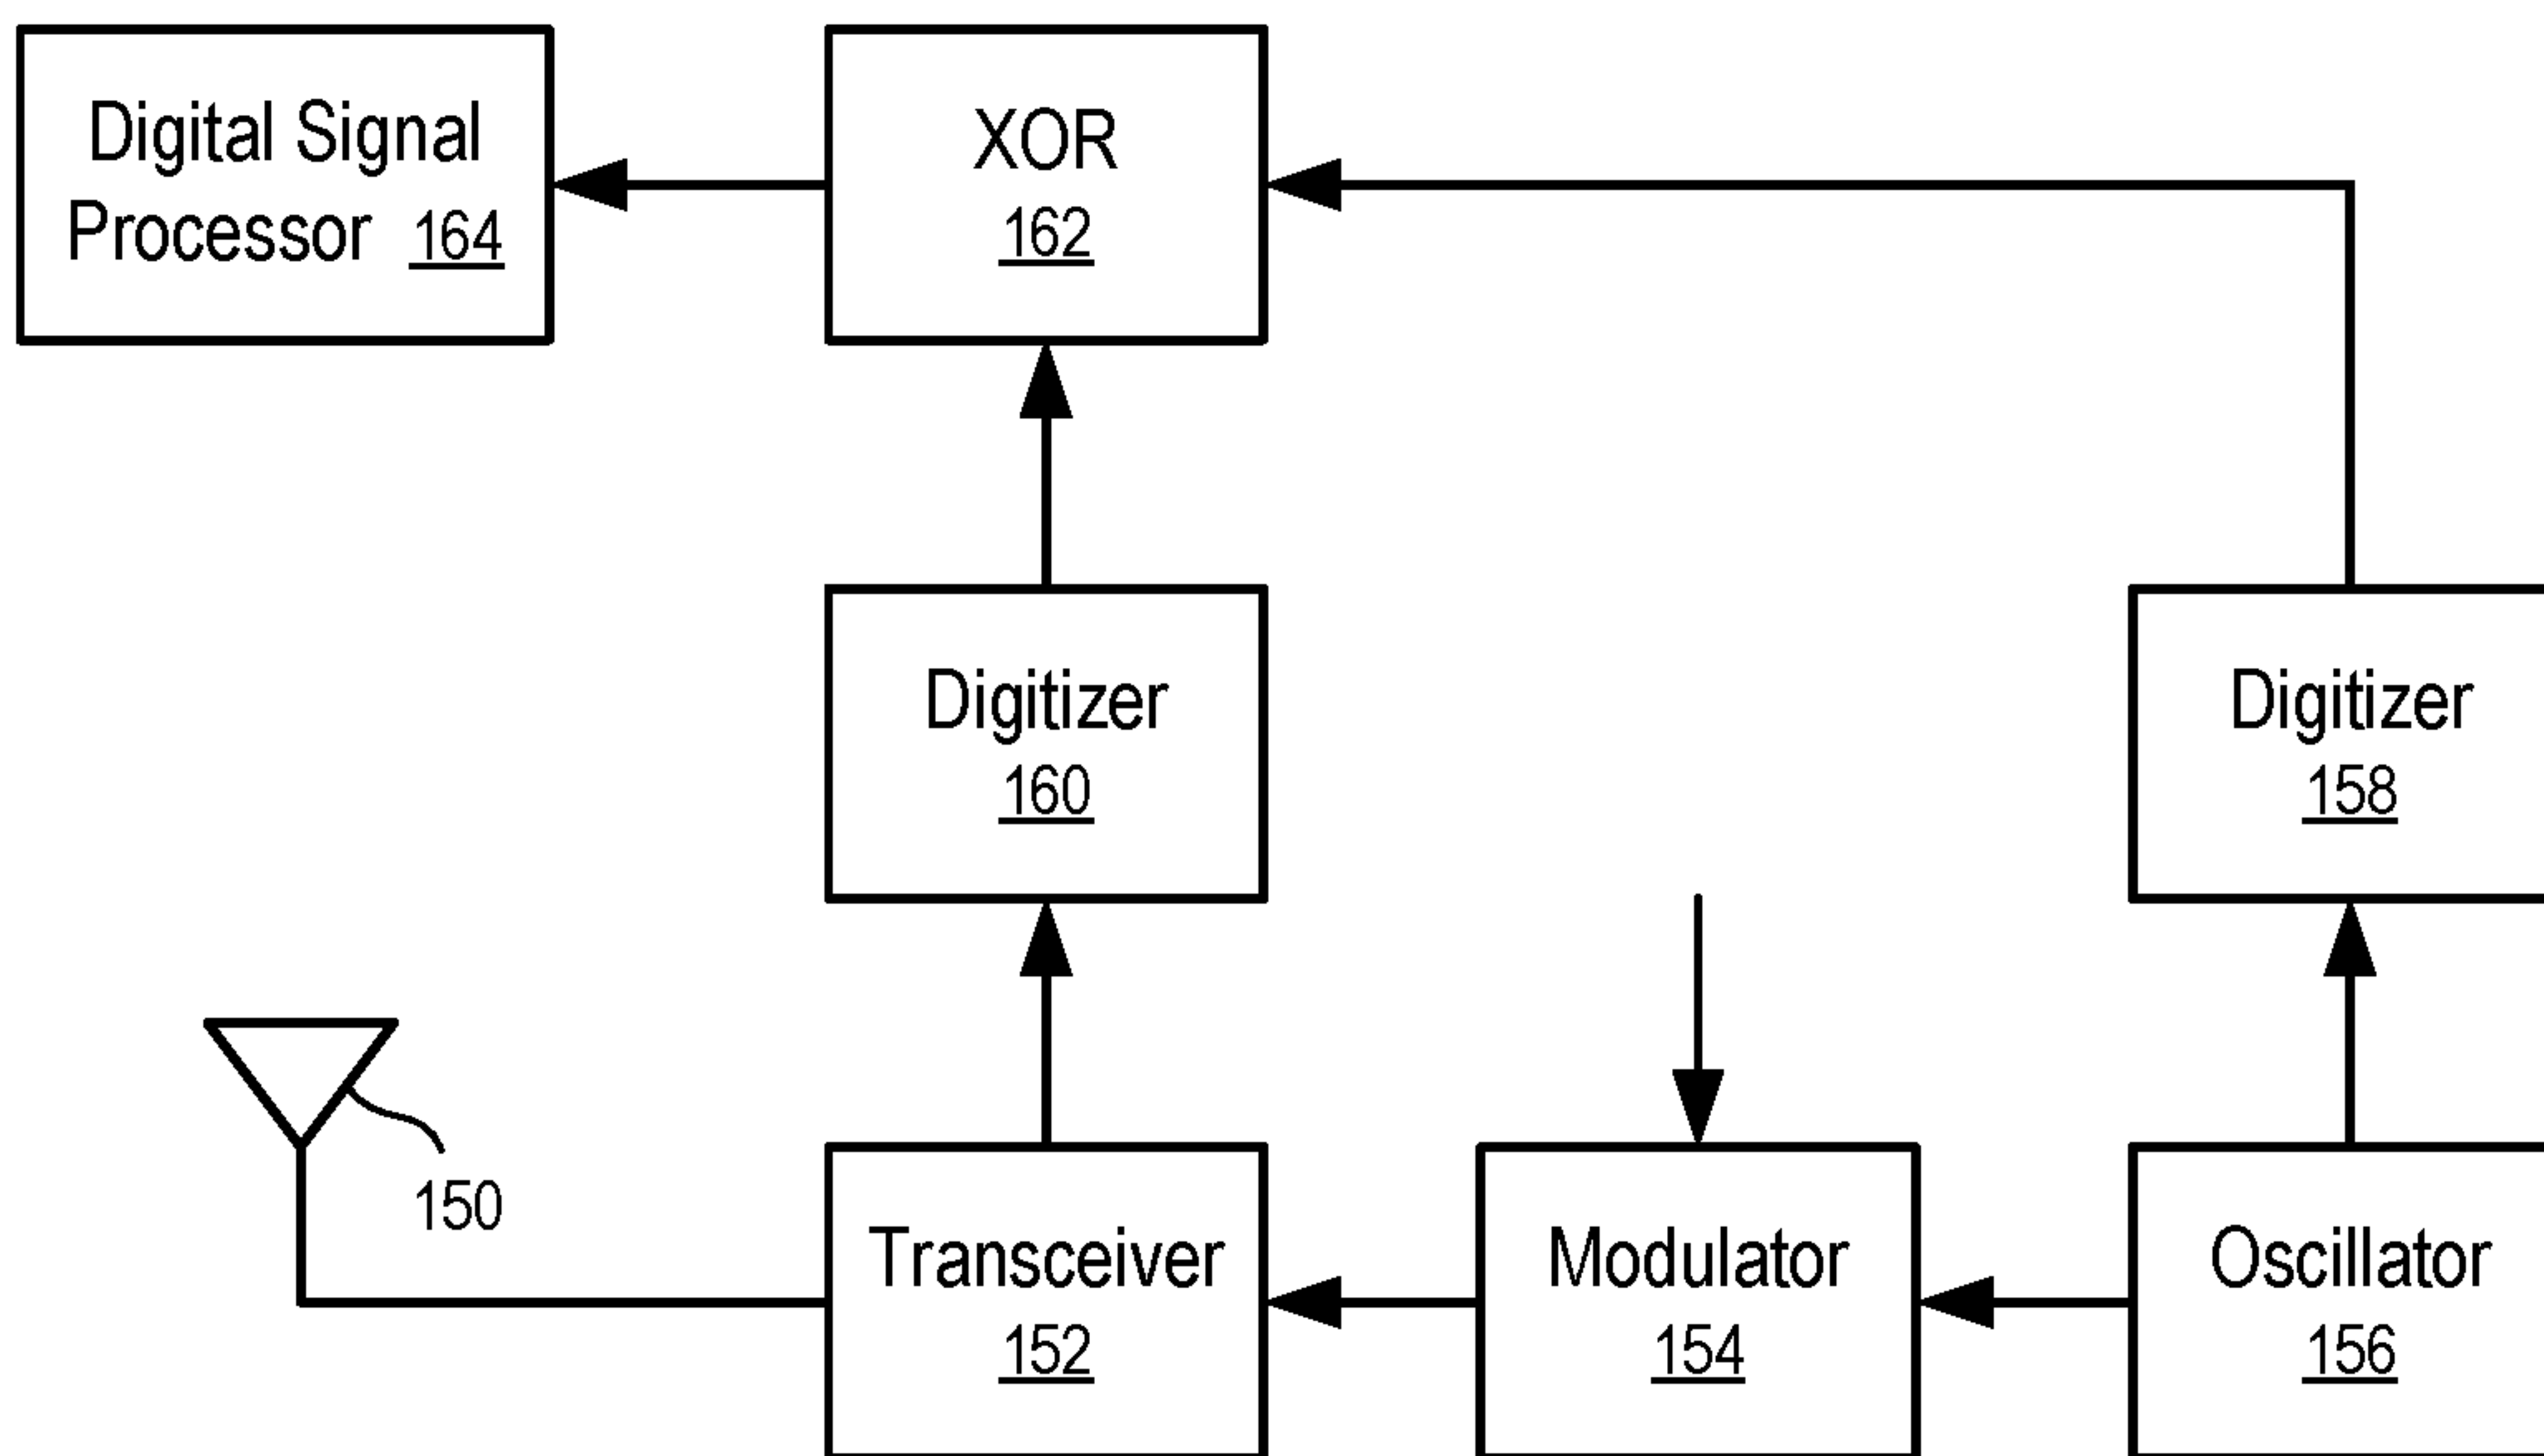 Digital Signal
Processor 164
XOR
162
Digitizer
160
Digitizer
158
150
Transceiver
152
Modulator
154
Oscillator
156